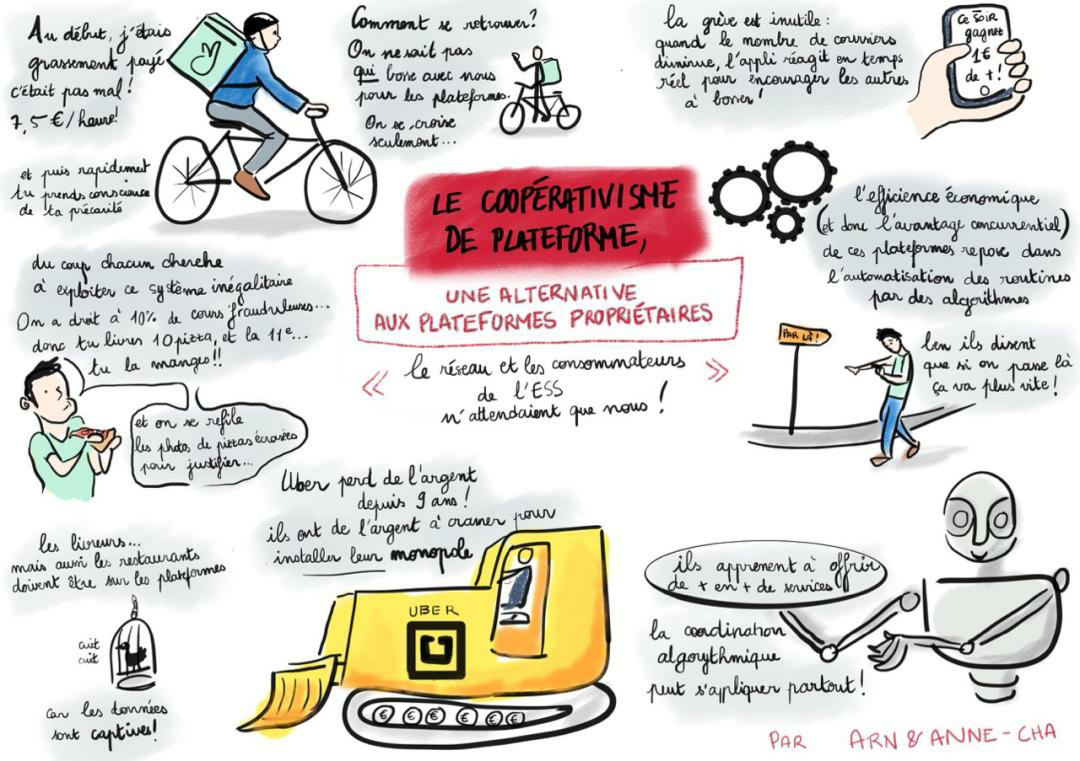 Au début, j'étais
grassement payé
c'était pas mal !
7,5 €/heure!
et puis rapidement
tu prends conscience
de ta précarité
Comment se retrouver?
On ne sait pas
qui bosse avec nous
pour les plateformes.
On se croise
seulement...
la grève est inutile :
quand le nombre de coursiers
diminue, l'appli réagit en temps
réel pour encourager les autres
à bosser
Ce SOIR
gagnez
1€
de + !
LE COOPÉRATIVISME
DE PLATEFORME,
UNE ALTERNATIVE
AUX PLATEFORMES PROPRIÉTAIRES
« le réseau et les consommateurs »
de l'ESS
n'attendaient que nous !
l'efficience économique
(et donc l'avantage concurrentiel)
de ces plateformes repose dans
l'automatisation des routines
par des algorithmes
du coup chacun cherche
à exploiter ce système inégalitaire
On a droit à 10% de cours frauduleuses...
donc tu livres 10 pizza, et la 11e...
tu la manges !!
et on se refile
les photos de pizzas écrasées
pour justifier...
PAR LÀ !
ben ils disent
que si on passe là
ça va plus vite !
Uber perd de l'argent
depuis 9 ans !
ils ont de l'argent à cramer pour
installer leur monopole
UBER
€ € € € € €
les livreurs...
mais aussi les restaurants
doivent être sur les plateformes
cuit
cuit
car les données
sont captives!
ils apprennent à offrir
de + en + de services
la coordination
algorythmique
peut s'appliquer partout !
PAR ARN & ANNE-CHA